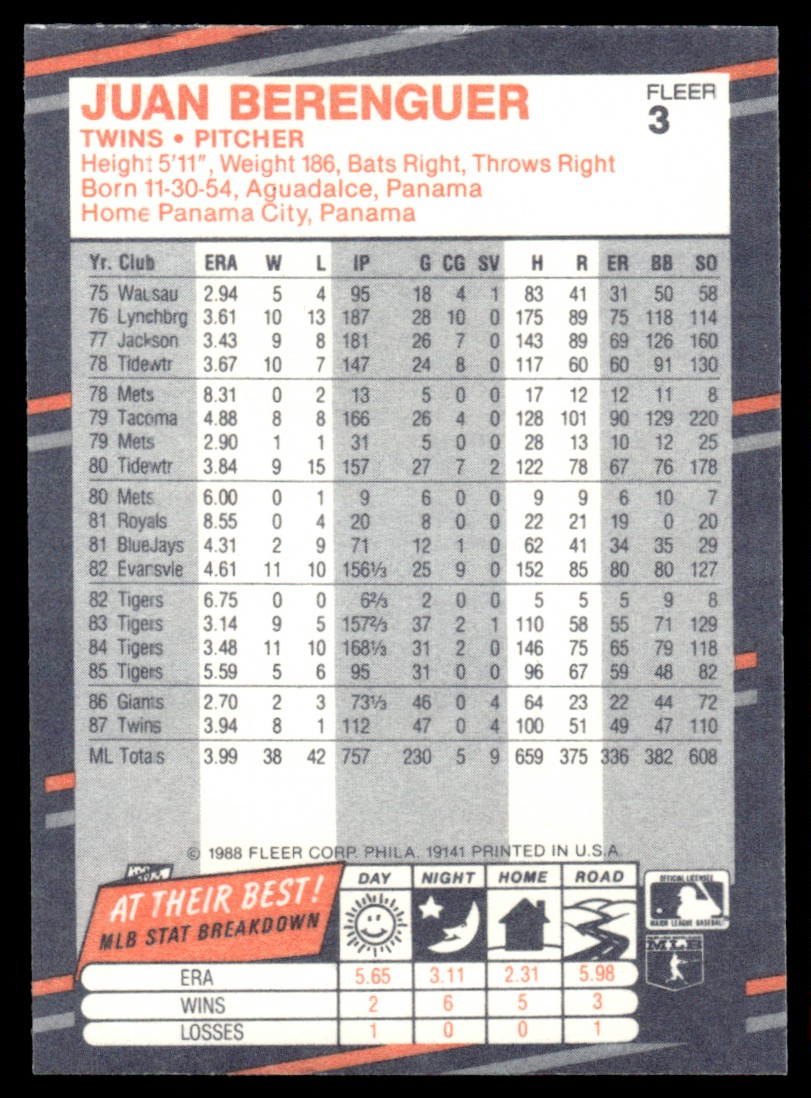 JUAN BERENGUER
FLEER
3
TWINS • PITCHER
Height 5'11", Weight 186, Bats Right, Throws Right
Born 11-30-54, Aguadalce, Panama
Home Panama City, Panama
Yr. Club ERA W L IP G CG SV H R ER BB SO
75 Wausau 2.94 5 4 95 18 4 1 83 41 31 50 58
76 Lynchbrg 3.61 10 13 187 28 10 0 175 89 75 118 114
77 Jackson 3.43 9 8 181 26 7 0 143 89 69 126 160
78 Tidewtr 3.67 10 7 147 24 8 0 117 60 60 91 130
78 Mets 8.31 0 2 13 5 0 0 17 12 12 11 8
79 Tacoma 4.88 8 8 166 26 4 0 128 101 90 129 220
79 Mets 2.90 1 1 31 5 0 0 28 13 10 12 25
80 Tidewtr 3.84 9 15 157 27 7 2 122 78 67 76 178
80 Mets 6.00 0 1 9 6 0 0 9 9 6 10 7
81 Royals 8.55 0 4 20 8 0 0 22 21 19 0 20
81 BlueJays 4.31 2 9 71 12 1 0 62 41 34 35 29
82 Evansvle 4.61 11 10 156⅓ 25 9 0 152 85 80 80 127
82 Tigers 6.75 0 0 6⅔ 2 0 0 5 5 5 9 8
83 Tigers 3.14 9 5 157⅔ 37 2 1 110 58 55 71 129
84 Tigers 3.48 11 10 168⅓ 31 2 0 146 75 65 79 118
85 Tigers 5.59 5 6 95 31 0 0 96 67 59 48 82
86 Giants 2.70 2 3 73⅓ 46 0 4 64 23 22 44 72
87 Twins 3.94 8 1 112 47 0 4 100 51 49 47 110
ML Totals 3.99 38 42 757 230 5 9 659 375 336 382 608
© 1988 FLEER CORP. PHILA. 19141 PRINTED IN U.S.A.
AT THEIR BEST!
MLB STAT BREAKDOWN
DAY NIGHT HOME ROAD
ERA 5.65 3.11 2.31 5.98
WINS 2 6 5 3
LOSSES 1 0 0 1
OFFICIAL LICENSEE
MAJOR LEAGUE BASEBALL
MLB